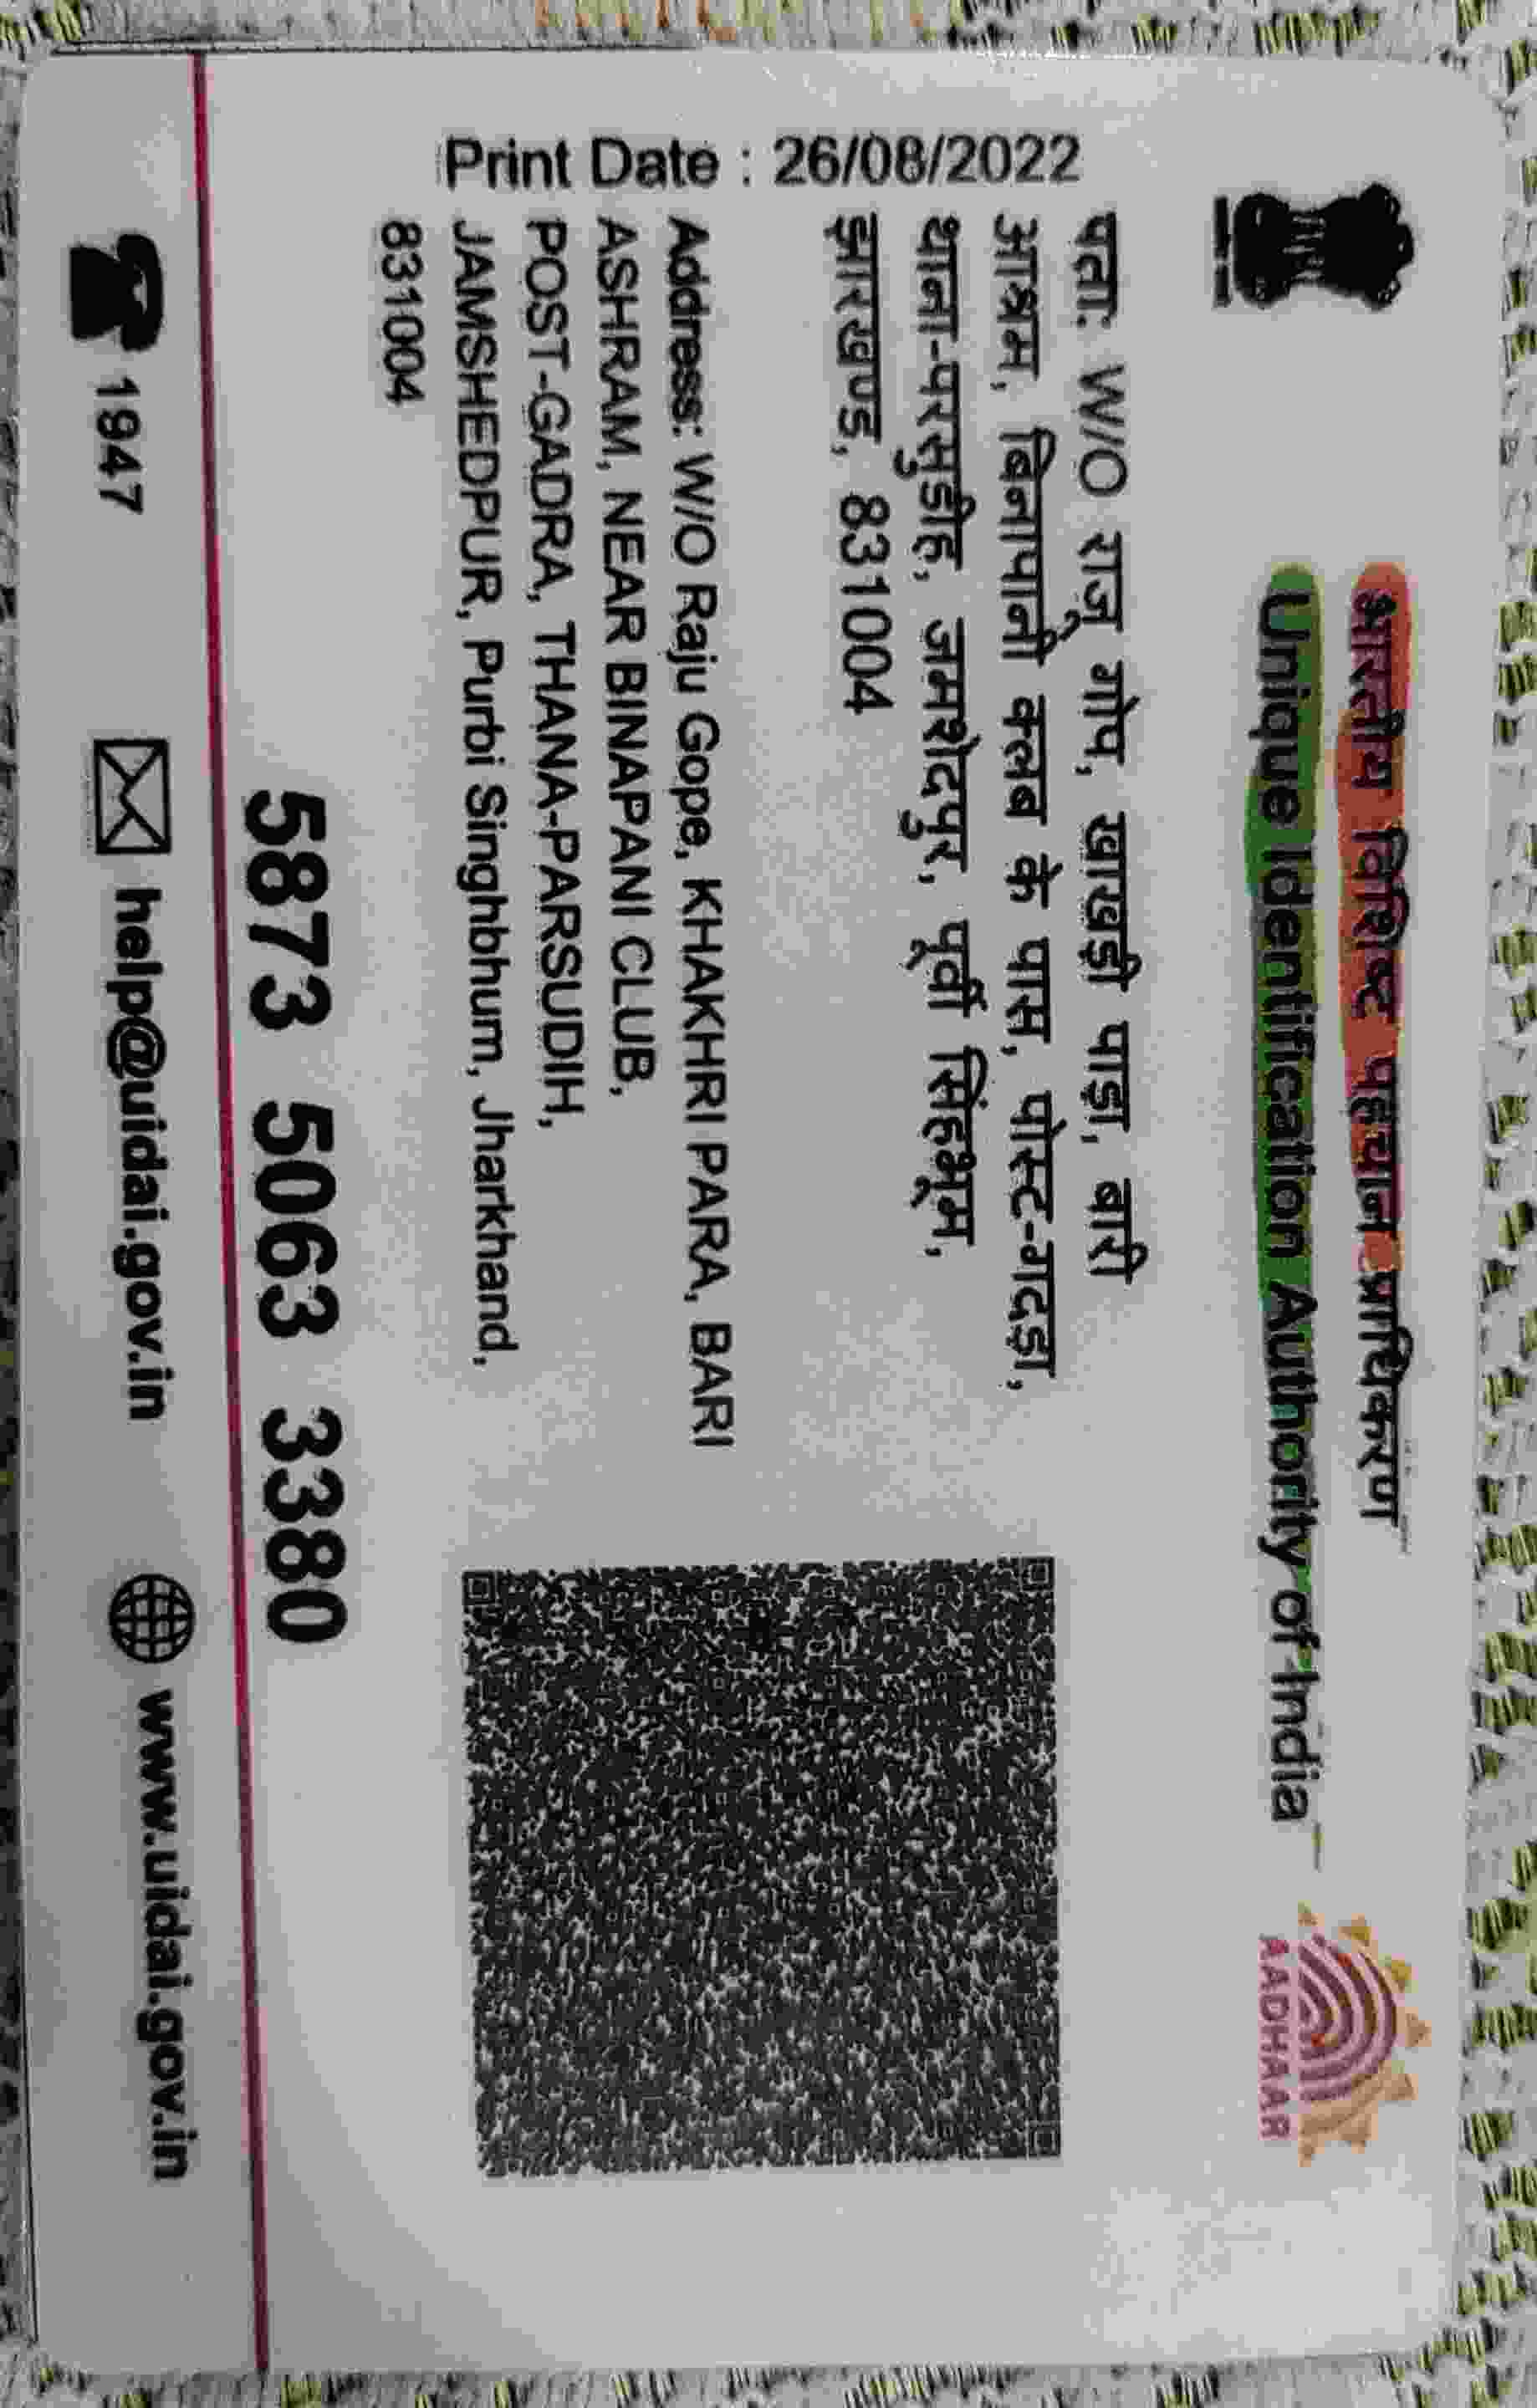 भारतीय विशिष्ट पहचान प्राधिकरण
Unique Identification Authority of India
AADHAAR
Print Date : 26/08/2022
पता: W/O राजु गोप, खाखड़ी पाड़ा, बारी
आश्रम, बिनापानी क्लब के पास, पोस्ट-गदड़ा,
थाना-परसुडीह, जमशेदपुर, पूर्वी सिंहभूम,
झारखण्ड, 831004
Address: W/O Raju Gope, KHAKHRI PARA, BARI
ASHRAM, NEAR BINAPANI CLUB,
POST-GADRA, THANA-PARSUDIH,
JAMSHEDPUR, Purbi Singhbhum, Jharkhand,
831004
5873 5063 3380
1947 help@uidai.gov.in www.uidai.gov.in